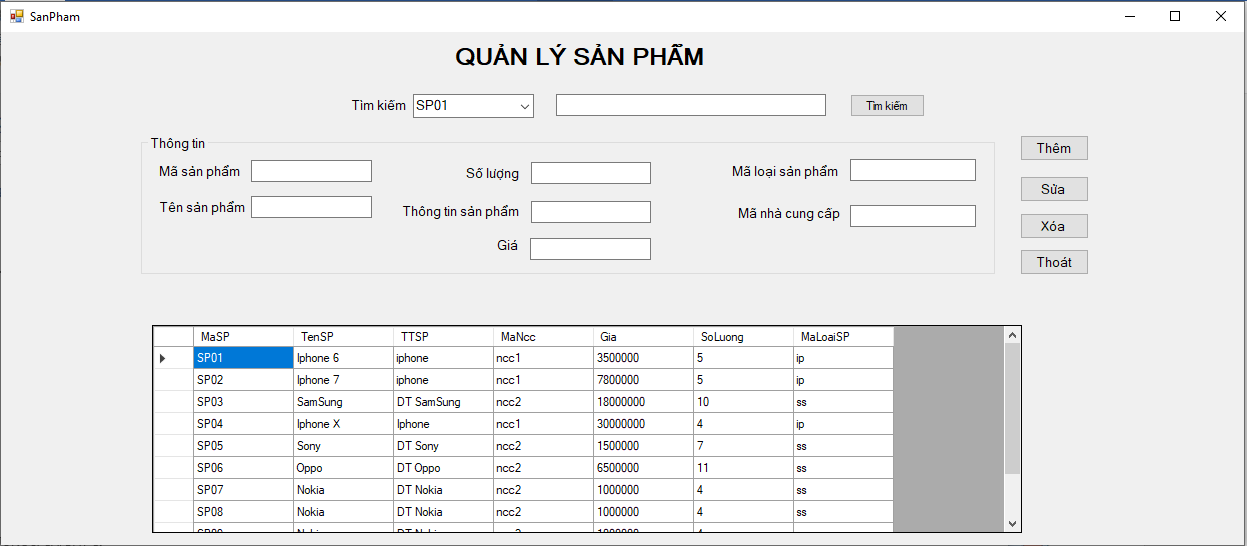 SanPham
QUẢN LÝ SẢN PHẨM
Tìm kiếm SP01 Tìm kiếm
Thông tin
Mã sản phẩm
Tên sản phẩm
Số lượng
Thông tin sản phẩm
Giá
Mã loại sản phẩm
Mã nhà cung cấp
Thêm
Sửa
Xóa
Thoát
MaSP TenSP TTSP MaNcc Gia SoLuong MaLoaiSP
SP01 Iphone 6 iphone ncc1 3500000 5 ip
SP02 Iphone 7 iphone ncc1 7800000 5 ip
SP03 SamSung DT SamSung ncc2 18000000 10 ss
SP04 Iphone X Iphone ncc1 30000000 4 ip
SP05 Sony DT Sony ncc2 1500000 7 ss
SP06 Oppo DT Oppo ncc2 6500000 11 ss
SP07 Nokia DT Nokia ncc2 1000000 4 ss
SP08 Nokia DT Nokia ncc2 1000000 4 ss